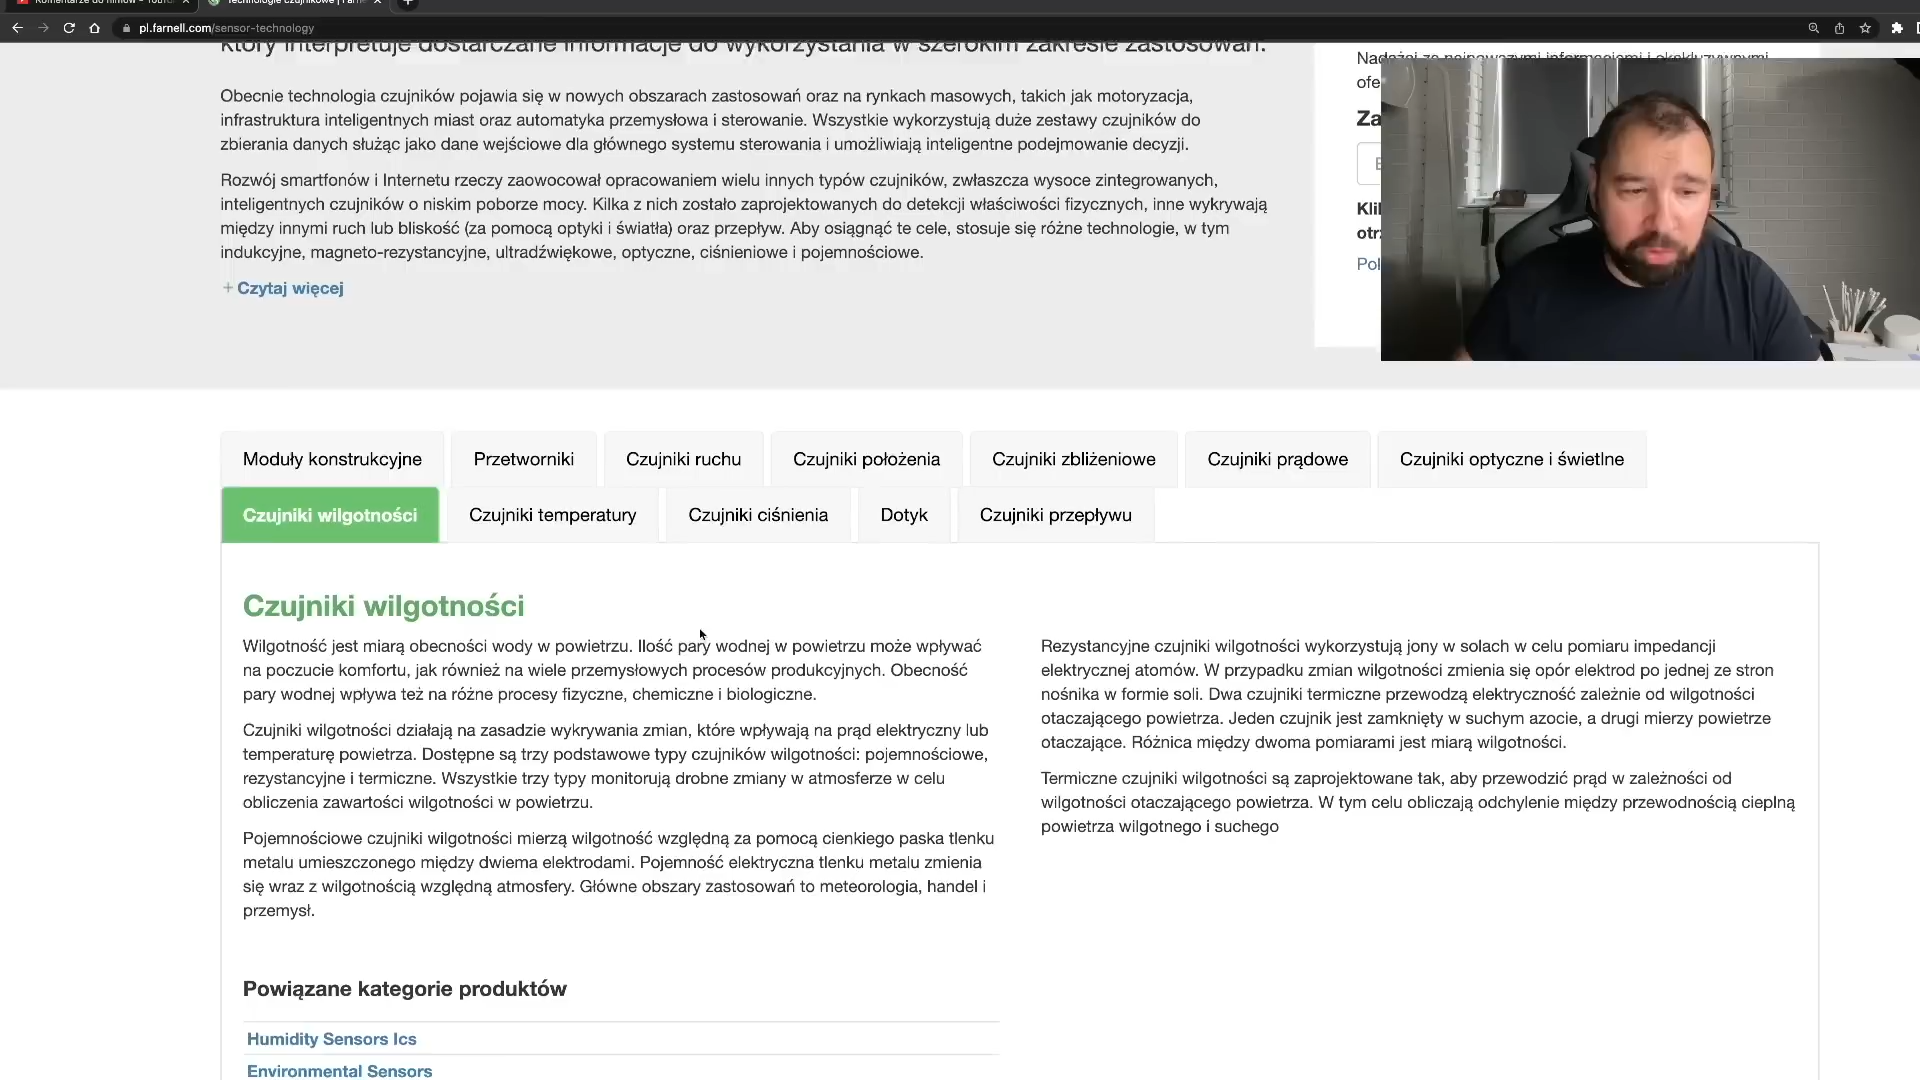 Komentarze do filmów - YouTu
Technologie czujnikowe | Farne
pl.farnell.com/sensor-technology
który interpretuje dostarczane informacje do wykorzystania w szerokim zakresie zastosowań.
Obecnie technologia czujników pojawia się w nowych obszarach zastosowań oraz na rynkach masowych, takich jak motoryzacja,
infrastruktura inteligentnych miast oraz automatyka przemysłowa i sterowanie. Wszystkie wykorzystują duże zestawy czujników do
zbierania danych służąc jako dane wejściowe dla głównego systemu sterowania i umożliwiają inteligentne podejmowanie decyzji.
Rozwój smartfonów i Internetu rzeczy zaowocował opracowaniem wielu innych typów czujników, zwłaszcza wysoce zintegrowanych,
inteligentnych czujników o niskim poborze mocy. Kilka z nich zostało zaprojektowanych do detekcji właściwości fizycznych, inne wykrywają
między innymi ruch lub bliskość (za pomocą optyki i światła) oraz przepływ. Aby osiągnąć te cele, stosuje się różne technologie, w tym
indukcyjne, magneto-rezystancyjne, ultradźwiękowe, optyczne, ciśnieniowe i pojemnościowe.
+ Czytaj więcej
Nadążaj za najnowszymi informacjami i ekskluzywnymi
ofe
Za
E
Klil
otrz
Pol
Moduły konstrukcyjne
Przetworniki
Czujniki ruchu
Czujniki położenia
Czujniki zbliżeniowe
Czujniki prądowe
Czujniki optyczne i świetlne
Czujniki wilgotności
Czujniki temperatury
Czujniki ciśnienia
Dotyk
Czujniki przepływu
Czujniki wilgotności
Wilgotność jest miarą obecności wody w powietrzu. Ilość pary wodnej w powietrzu może wpływać
na poczucie komfortu, jak również na wiele przemysłowych procesów produkcyjnych. Obecność
pary wodnej wpływa też na różne procesy fizyczne, chemiczne i biologiczne.
Czujniki wilgotności działają na zasadzie wykrywania zmian, które wpływają na prąd elektryczny lub
temperaturę powietrza. Dostępne są trzy podstawowe typy czujników wilgotności: pojemnościowe,
rezystancyjne i termiczne. Wszystkie trzy typy monitorują drobne zmiany w atmosferze w celu
obliczenia zawartości wilgotności w powietrzu.
Pojemnościowe czujniki wilgotności mierzą wilgotność względną za pomocą cienkiego paska tlenku
metalu umieszczonego między dwiema elektrodami. Pojemność elektryczna tlenku metalu zmienia
się wraz z wilgotnością względną atmosfery. Główne obszary zastosowań to meteorologia, handel i
przemysł.
Rezystancyjne czujniki wilgotności wykorzystują jony w solach w celu pomiaru impedancji
elektrycznej atomów. W przypadku zmian wilgotności zmienia się opór elektrod po jednej ze stron
nośnika w formie soli. Dwa czujniki termiczne przewodzą elektryczność zależnie od wilgotności
otaczającego powietrza. Jeden czujnik jest zamknięty w suchym azocie, a drugi mierzy powietrze
otaczające. Różnica między dwoma pomiarami jest miarą wilgotności.
Termiczne czujniki wilgotności są zaprojektowane tak, aby przewodzić prąd w zależności od
wilgotności otaczającego powietrza. W tym celu obliczają odchylenie między przewodnością cieplną
powietrza wilgotnego i suchego
Powiązane kategorie produktów
Humidity Sensors Ics
Environmental Sensors